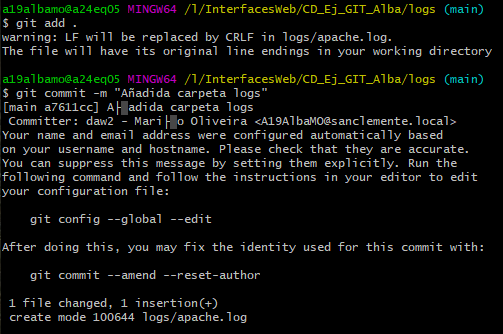 a19albamo@a24eq05 MINGW64 /l/InterfacesWeb/CD_Ej_GIT_Alba/logs (main)
$ git add .
warning: LF will be replaced by CRLF in logs/apache.log.
The file will have its original line endings in your working directory
a19albamo@a24eq05 MINGW64 /l/InterfacesWeb/CD_Ej_GIT_Alba/logs (main)
$ git commit -m "Añadida carpeta logs"
[main a7611cc] A├▒adida carpeta logs
Committer: daw2 - Mari├▒o Oliveira <A19AlbaMO@sanclemente.local>
Your name and email address were configured automatically based
on your username and hostname. Please check that they are accurate.
You can suppress this message by setting them explicitly. Run the
following command and follow the instructions in your editor to edit
your configuration file:
git config --global --edit
After doing this, you may fix the identity used for this commit with:
git commit --amend --reset-author
1 file changed, 1 insertion(+)
create mode 100644 logs/apache.log